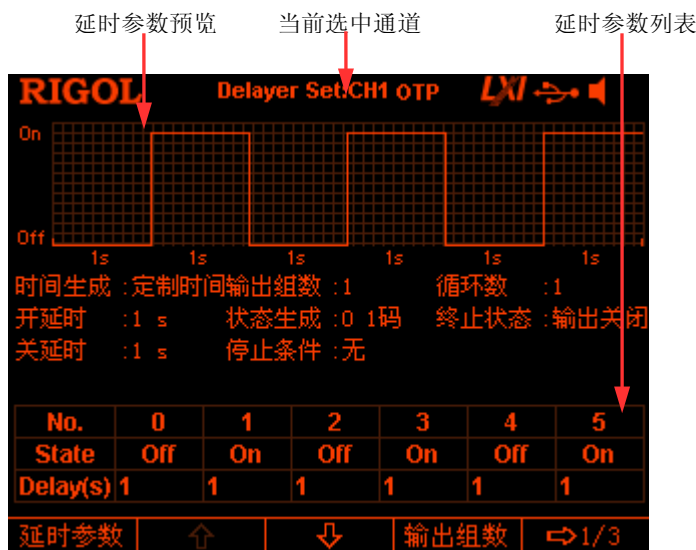 延时参数预览 当前选中通道 延时参数列表
RIGOL Delayer Set:CH1 OTP LXI
On
Off
1s 1s 1s 1s 1s 1s
时间生成 :定制时间 输出组数 :1 循环数 :1
开延时 :1 s 状态生成 :0 1码 终止状态 :输出关闭
关延时 :1 s 停止条件 :无
No. 0 1 2 3 4 5
State Off On Off On Off On
Delay(s) 1 1 1 1 1 1
延时参数 输出组数 1/3